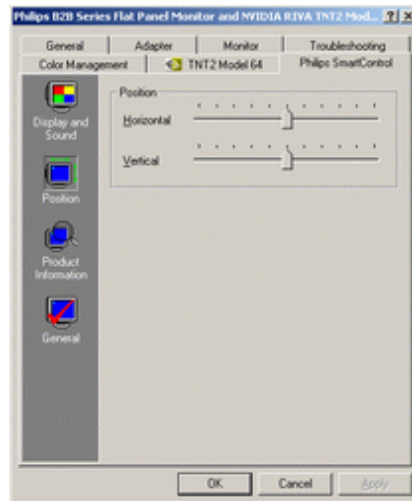 Philips B2B Series Flat Panel Monitor and NVIDIA RIVA TNT2 Mod...
General Adapter Monitor Troubleshooting
Color Management TNT2 Model 64 Philips SmartControl
Display and
Sound
Position
Product
Information
General
Position
Horizontal
Vertical
OK Cancel Apply